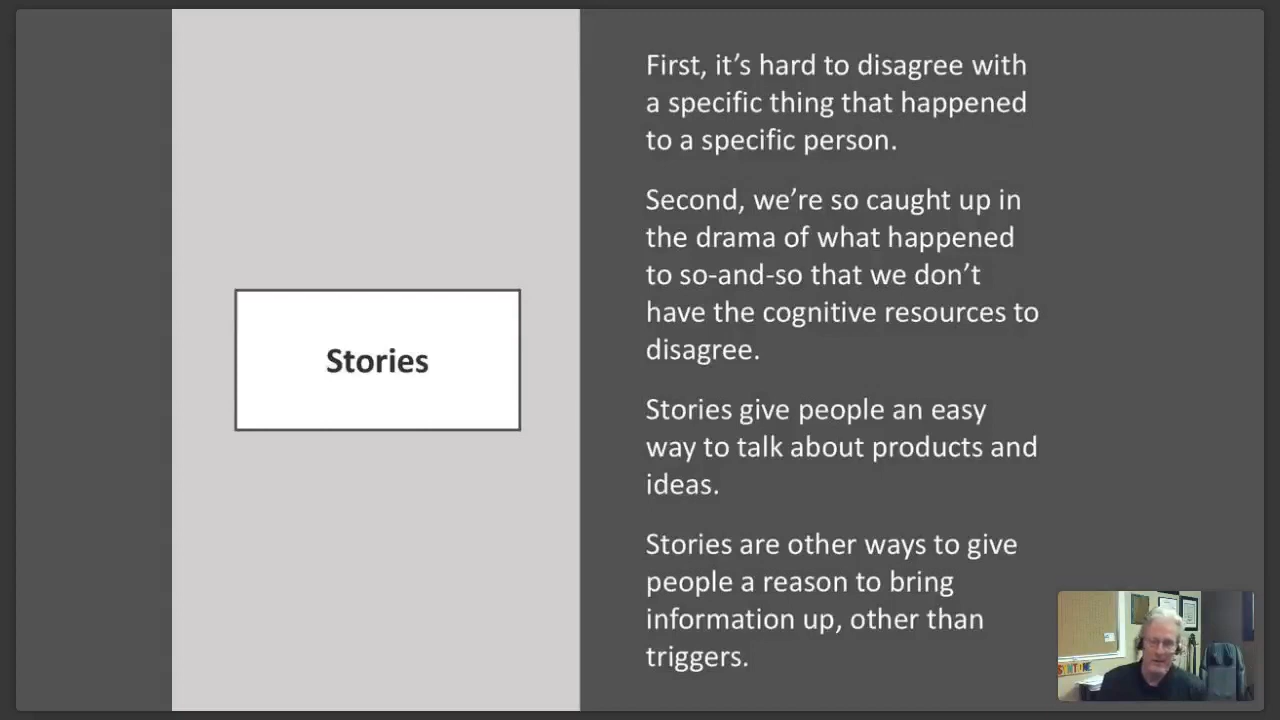 Stories
First, it's hard to disagree with
a specific thing that happened
to a specific person.
Second, we're so caught up in
the drama of what happened
to so-and-so that we don't
have the cognitive resources to
disagree.
Stories give people an easy
way to talk about products and
ideas.
Stories are other ways to give
people a reason to bring
information up, other than
triggers.